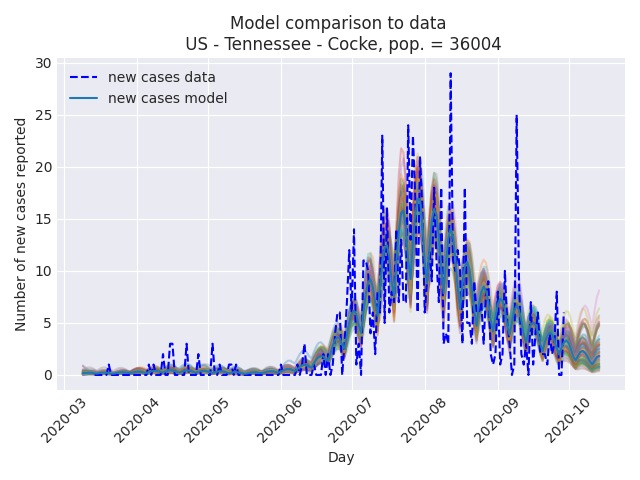 Model comparison to data
US - Tennessee - Cocke, pop. = 36004
new cases data
new cases model
Number of new cases reported
30
25
20
15
10
5
0
2020-03
2020-04
2020-05
2020-06
2020-07
2020-08
2020-09
2020-10
Day